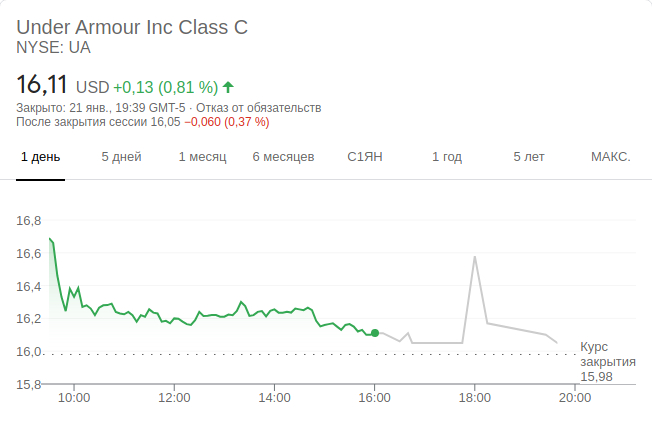 Under Armour Inc Class C
NYSE: UA
16,11 USD +0,13 (0,81 %)
Закрыто: 21 янв., 19:39 GMT-5 · Отказ от обязательств
После закрытия сессии 16,05 −0,060 (0,37 %)
1 день 5 дней 1 месяц 6 месяцев С1ЯН 1 год 5 лет МАКС.
16,8
16,6
16,4
16,2
16,0
15,8
Курс
закрытия
15,98
10:00 12:00 14:00 16:00 18:00 20:00